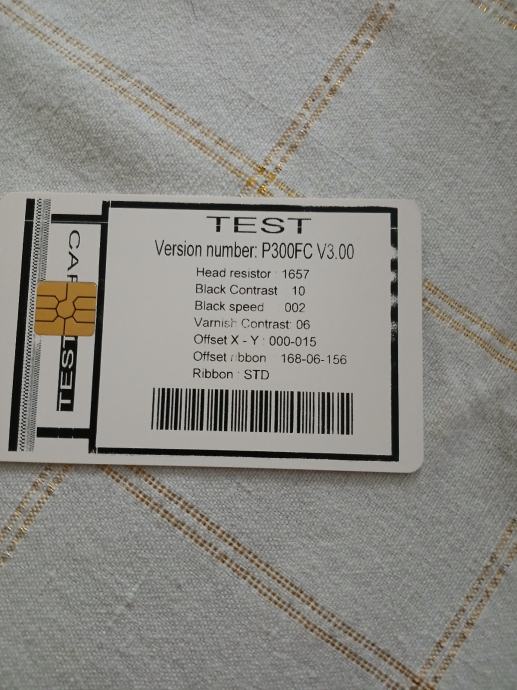 TEST
Version number: P300FC V3.00
Head resistor : 1657
Black Contrast : 10
Black speed 002
Varnish Contrast: 06
Offset X - Y : 000-015
Offset ribbon 168-06-156
Ribbon : STD
TEST